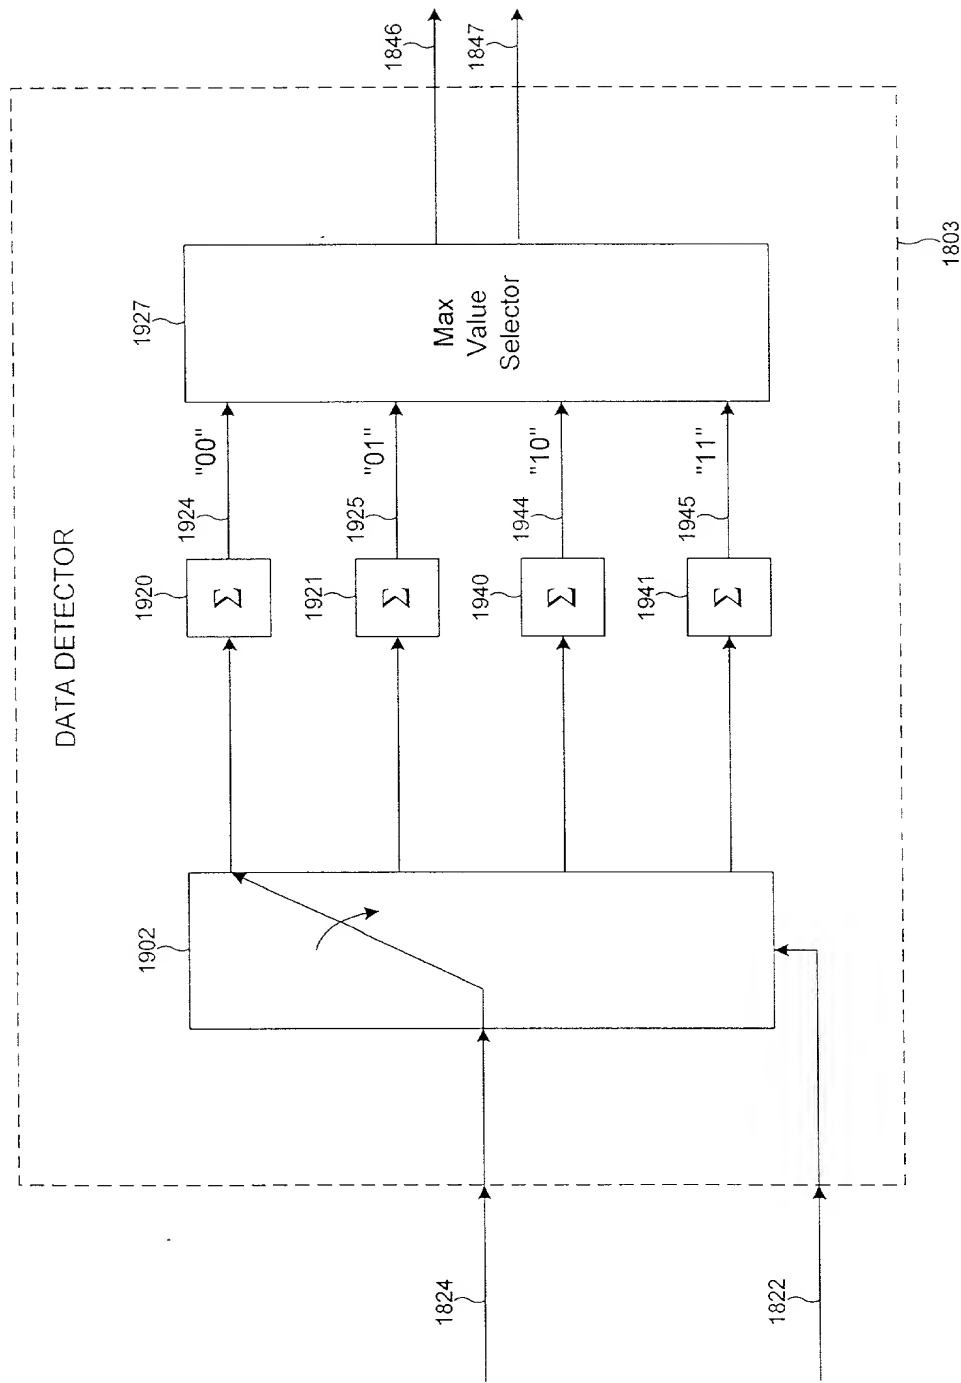 DATA DETECTOR
1824
1822
1902
1920
Σ
1921
Σ
1940
Σ
1941
Σ
1924
"00"
1925
"01"
1944
"10"
1945
"11"
1927
Max
Value
Selector
1846
1847
1803